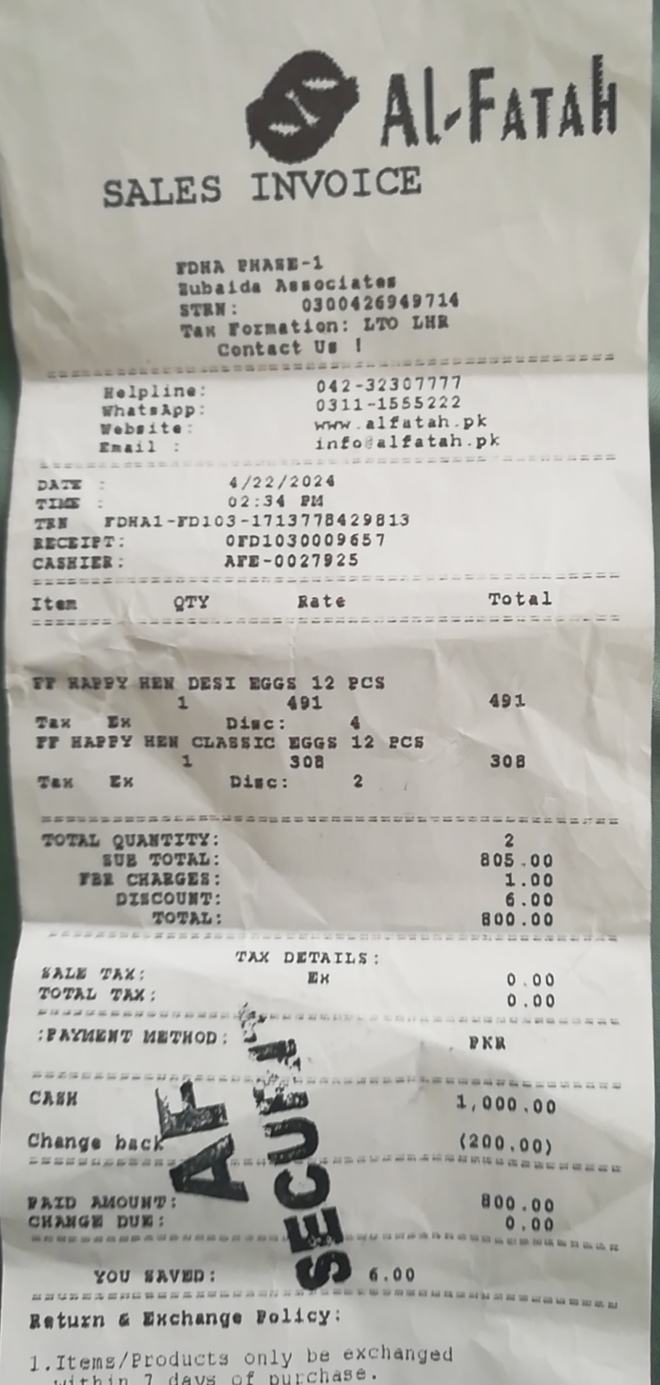 Al-Fatah
SALES INVOICE
FDHA PHASE-1
Zubaida Associates
STRN: 0300426949714
Tax Formation: LTO LHR
Contact Us !
Helpline: 042-32307777
WhatsApp: 0311-1555222
Website: www.alfatah.pk
Email : info@alfatah.pk
DATE : 4/22/2024
TIME : 02:34 PM
TRN FDHA1-FD103-1713778429813
RECEIPT: 0FD1030009657
CASHIER: AFE-0027925
Item QTY Rate Total
FF HAPPY HEN DESI EGGS 12 PCS
1 491 491
Tax Ex Disc: 4
FF HAPPY HEN CLASSIC EGGS 12 PCS
1 308 308
Tax Ex Disc: 2
TOTAL QUANTITY: 2
SUB TOTAL: 805.00
FBR CHARGES: 1.00
DISCOUNT: 6.00
TOTAL: 800.00
TAX DETAILS:
SALE TAX: Ex 0.00
TOTAL TAX: 0.00
:PAYMENT METHOD: PKR
CASH 1,000.00
Change back (200.00)
PAID AMOUNT: 800.00
CHANGE DUE: 0.00
YOU SAVED: 6.00
Return & Exchange Policy:
1.Items/Products only be exchanged
within 7 days of purchase.
AF